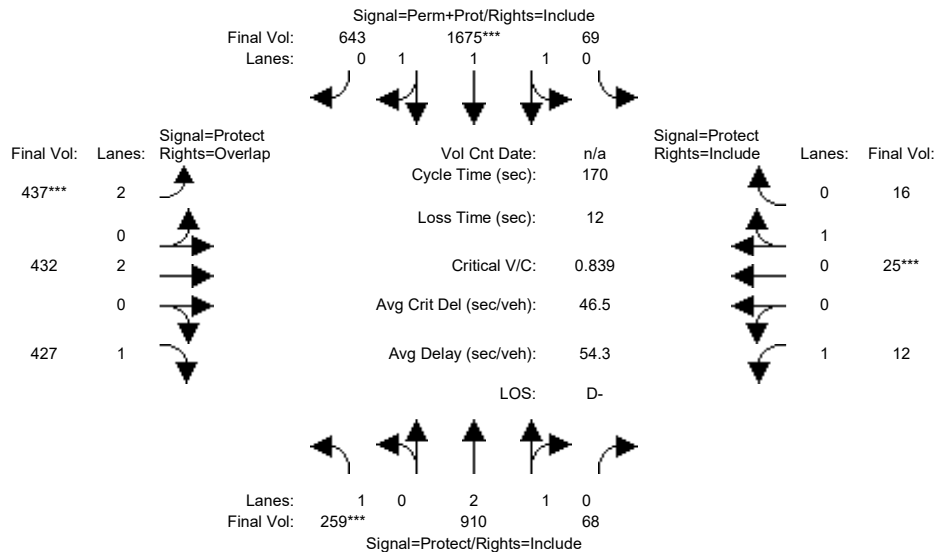 Signal=Perm+Prot/Rights=Include
Final Vol: 643 1675*** 69
Lanes: 0 1 1 1 0
Signal=Protect Signal=Protect
Final Vol: Lanes: Rights=Overlap Vol Cnt Date: n/a Rights=Include Lanes: Final Vol:
Cycle Time (sec): 170
437*** 2 0 16
Loss Time (sec): 12
0 1
432 2 Critical V/C: 0.839 0 25***
0 Avg Crit Del (sec/veh): 46.5 0
427 1 Avg Delay (sec/veh): 54.3 1 12
LOS: D-
Lanes: 1 0 2 1 0
Final Vol: 259*** 910 68
Signal=Protect/Rights=Include